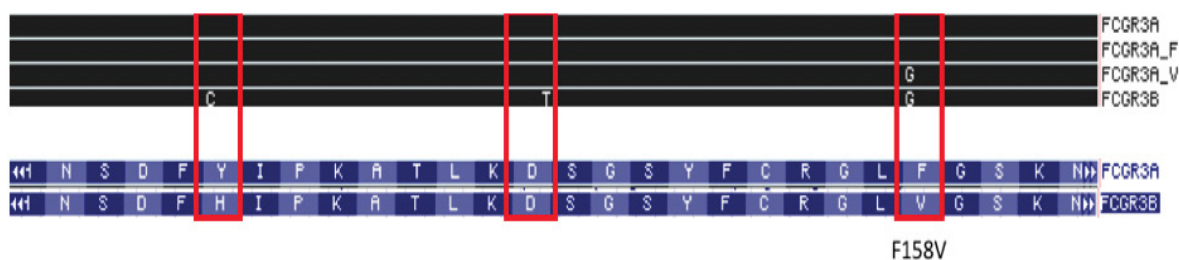 FCGR3A
FCGR3A_F
G FCGR3A_V
C T G FCGR3B
N S D F Y I P K A T L K D S G S Y F C R G L F G S K N FCGR3A
N S D F H I P K A T L K D S G S Y F C R G L V G S K N FCGR3B
F158V